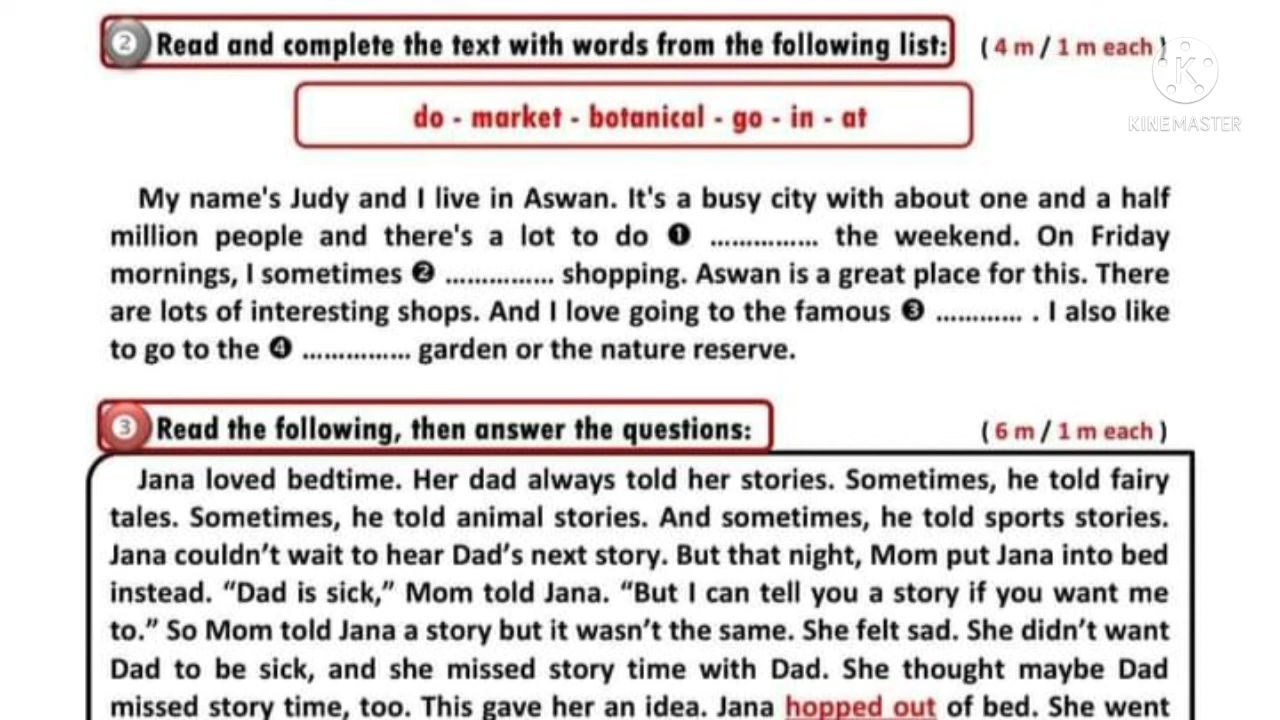 2 Read and complete the text with words from the following list: ( 4 m / 1 m each )
K
KINEMASTER
do - market - botanical - go - in - at
My name's Judy and I live in Aswan. It's a busy city with about one and a half
million people and there's a lot to do ❶ ............... the weekend. On Friday
mornings, I sometimes ❷ ............... shopping. Aswan is a great place for this. There
are lots of interesting shops. And I love going to the famous ❸ ............ . I also like
to go to the ❹ ............... garden or the nature reserve.
3 Read the following, then answer the questions: ( 6 m / 1 m each )
Jana loved bedtime. Her dad always told her stories. Sometimes, he told fairy
tales. Sometimes, he told animal stories. And sometimes, he told sports stories.
Jana couldn’t wait to hear Dad’s next story. But that night, Mom put Jana into bed
instead. “Dad is sick,” Mom told Jana. “But I can tell you a story if you want me
to.” So Mom told Jana a story but it wasn’t the same. She felt sad. She didn’t want
Dad to be sick, and she missed story time with Dad. She thought maybe Dad
missed story time, too. This gave her an idea. Jana hopped out of bed. She went